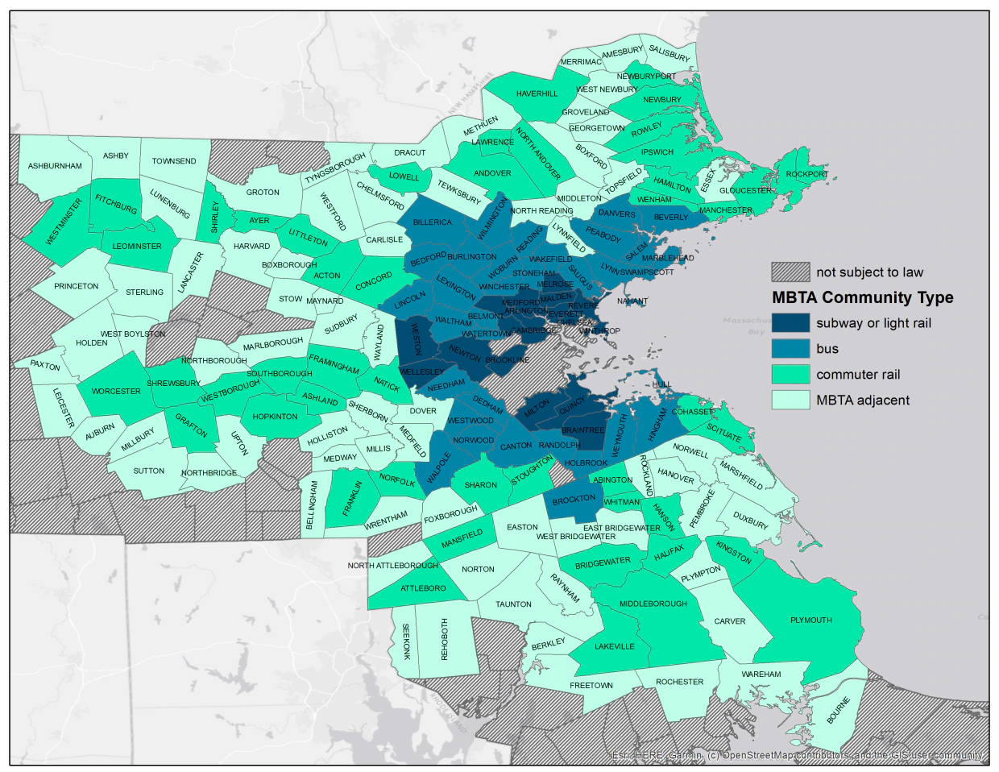 AMESBURY
SALISBURY
MERRIMAC
NEWBURYPORT
WEST NEWBURY
HAVERHILL
NEWBURY
NEW HAMPSHIRE
GROVELAND
METHUEN
GEORGETOWN
ROWLEY
LAWRENCE
NORTH ANDOVER
BOXFORD
IPSWICH
ASHBY
TOWNSEND
ASHBURNHAM
TYNGSBOROUGH
DRACUT
LOWELL
ANDOVER
TOPSFIELD
ESSEX
ROCKPORT
HAMILTON
GLOUCESTER
GROTON
CHELMSFORD
TEWKSBURY
MIDDLETON
WENHAM
FITCHBURG
LUNENBURG
WESTFORD
NORTH READING
DANVERS
BEVERLY
MANCHESTER
WESTMINSTER
SHIRLEY
AYER
BILLERICA
WILMINGTON
LITTLETON
CARLISLE
READING
LYNNFIELD
PEABODY
LEOMINSTER
HARVARD
SALEM
MARBLEHEAD
BEDFORD
BURLINGTON
WOBURN
WAKEFIELD
BOXBOROUGH
LANCASTER
ACTON
CONCORD
STONEHAM
SAUGUS
LYNN
SWAMPSCOTT
PRINCETON
STERLING
LEXINGTON
WINCHESTER
MELROSE
STOW
MAYNARD
LINCOLN
MEDFORD
MALDEN
REVERE
NAHANT
ARLINGTON
EVERETT
BELMONT
WALTHAM
CHELSEA
SUDBURY
WATERTOWN
CAMBRIDGE
WINTHROP
WEST BOYLSTON
HOLDEN
MARLBOROUGH
WAYLAND
WESTON
NEWTON
BROOKLINE
NORTHBOROUGH
FRAMINGHAM
PAXTON
SOUTHBOROUGH
WELLESLEY
SHREWSBURY
NATICK
NEEDHAM
HULL
WORCESTER
WESTBOROUGH
ASHLAND
LEICESTER
SHERBORN
DOVER
DEDHAM
MILTON
QUINCY
COHASSET
GRAFTON
HOPKINTON
WESTWOOD
HINGHAM
SCITUATE
AUBURN
MILLBURY
UPTON
HOLLISTON
MEDFIELD
BRAINTREE
WEYMOUTH
NORWOOD
CANTON
RANDOLPH
MILLIS
NORWELL
MEDWAY
WALPOLE
HOLBROOK
SUTTON
NORTHBRIDGE
ROCKLAND
HANOVER
MARSHFIELD
NORFOLK
SHARON
STOUGHTON
ABINGTON
BELLINGHAM
FRANKLIN
BROCKTON
WHITMAN
PEMBROKE
WRENTHAM
FOXBOROUGH
HANSON
DUXBURY
EASTON
EAST BRIDGEWATER
WEST BRIDGEWATER
MANSFIELD
HALIFAX
KINGSTON
NORTH ATTLEBOROUGH
NORTON
BRIDGEWATER
PLYMPTON
ATTLEBORO
RAYNHAM
TAUNTON
MIDDLEBOROUGH
CARVER
PLYMOUTH
SEEKONK
REHOBOTH
BERKLEY
LAKEVILLE
FREETOWN
ROCHESTER
WAREHAM
BOURNE
RHODE ISLAND
Bay
not subject to law
MBTA Community Type
subway or light rail
bus
commuter rail
MBTA adjacent
Esri, HERE, Garmin, (c) OpenStreetMap contributors, and the GIS user community